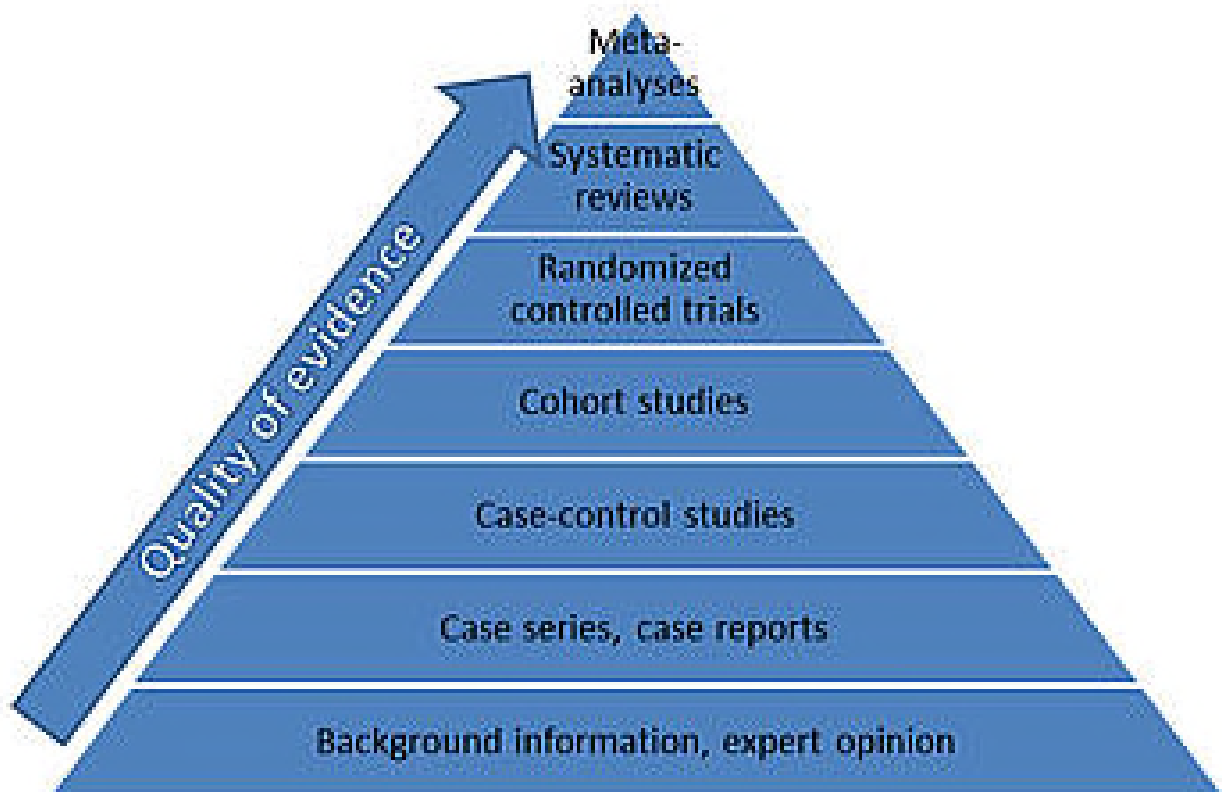 Meta-
analyses
Systematic
reviews
Randomized
controlled trials
Cohort studies
Case-control studies
Case series, case reports
Background information, expert opinion
Quality of evidence